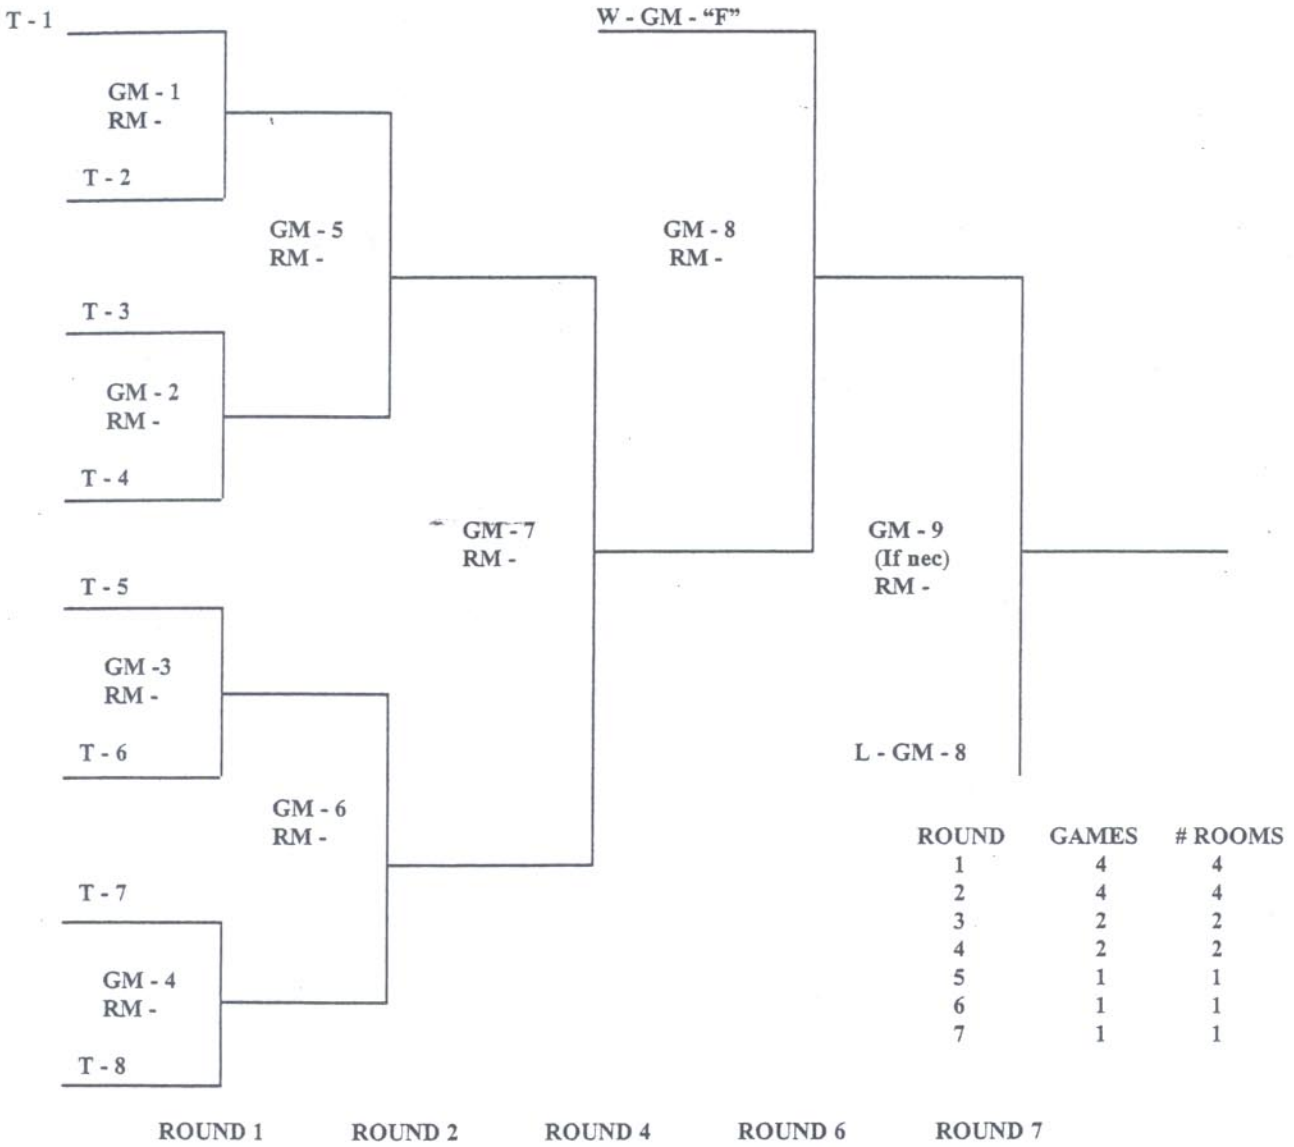 T - 1
W - GM - “F”
GM - 1
RM -
T - 2
GM - 5
RM -
GM - 8
RM -
T - 3
GM - 2
RM -
T - 4
GM - 7
RM -
GM - 9
(If nec)
RM -
T - 5
GM -3
RM -
T - 6
L - GM - 8
GM - 6
RM -
ROUND GAMES # ROOMS
1 4 4
2 4 4
3 2 2
4 2 2
5 1 1
6 1 1
7 1 1
T - 7
GM - 4
RM -
T - 8
ROUND 1 ROUND 2 ROUND 4 ROUND 6 ROUND 7